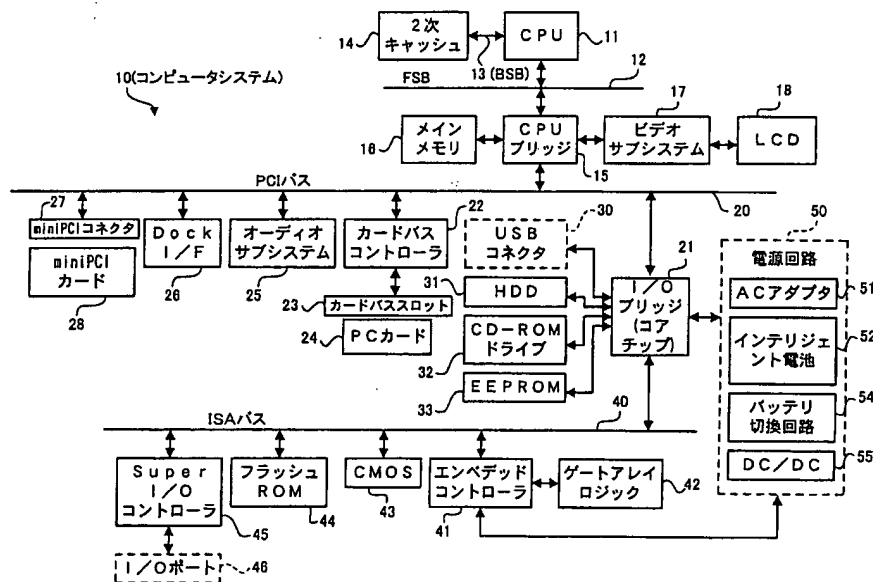 2次
キャッシュ
14
13 (BSB)
CPU
11
FSB
12
10(コンピュータシステム)
メイン
メモリ
16
CPU
ブリッジ
15
17
ビデオ
サブシステム
18
LCD
PCIバス
20
27
miniPCIコネクタ
miniPCI
カード
28
Dock
I/F
26
オーディオ
サブシステム
25
22
カードバス
コントローラ
23
カードバススロット
24
PCカード
30
USB
コネクタ
31
HDD
CD-ROM
ドライブ
32
EEPROM
33
21
I/O
ブリッジ
(コア
チップ)
50
電源回路
ACアダプタ
51
インテリジェ
ント電池
52
バッテリ
切換回路
54
DC/DC
55
ISAバス
40
Super
I/O
コントローラ
45
フラッシュ
ROM
44
CMOS
43
エンベデッド
コントローラ
41
ゲートアレイ
ロジック
42
I/Oポート
46